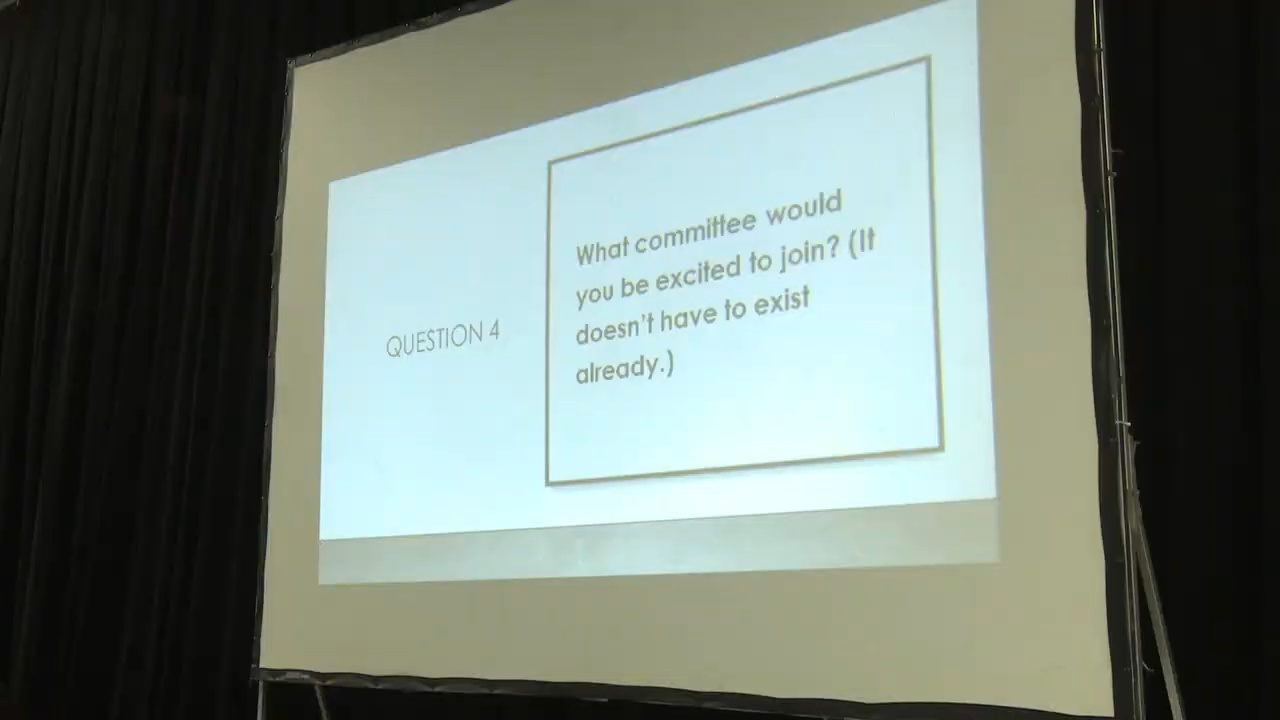 QUESTION 4
What committee would
you be excited to join? (It
doesn't have to exist
already.)